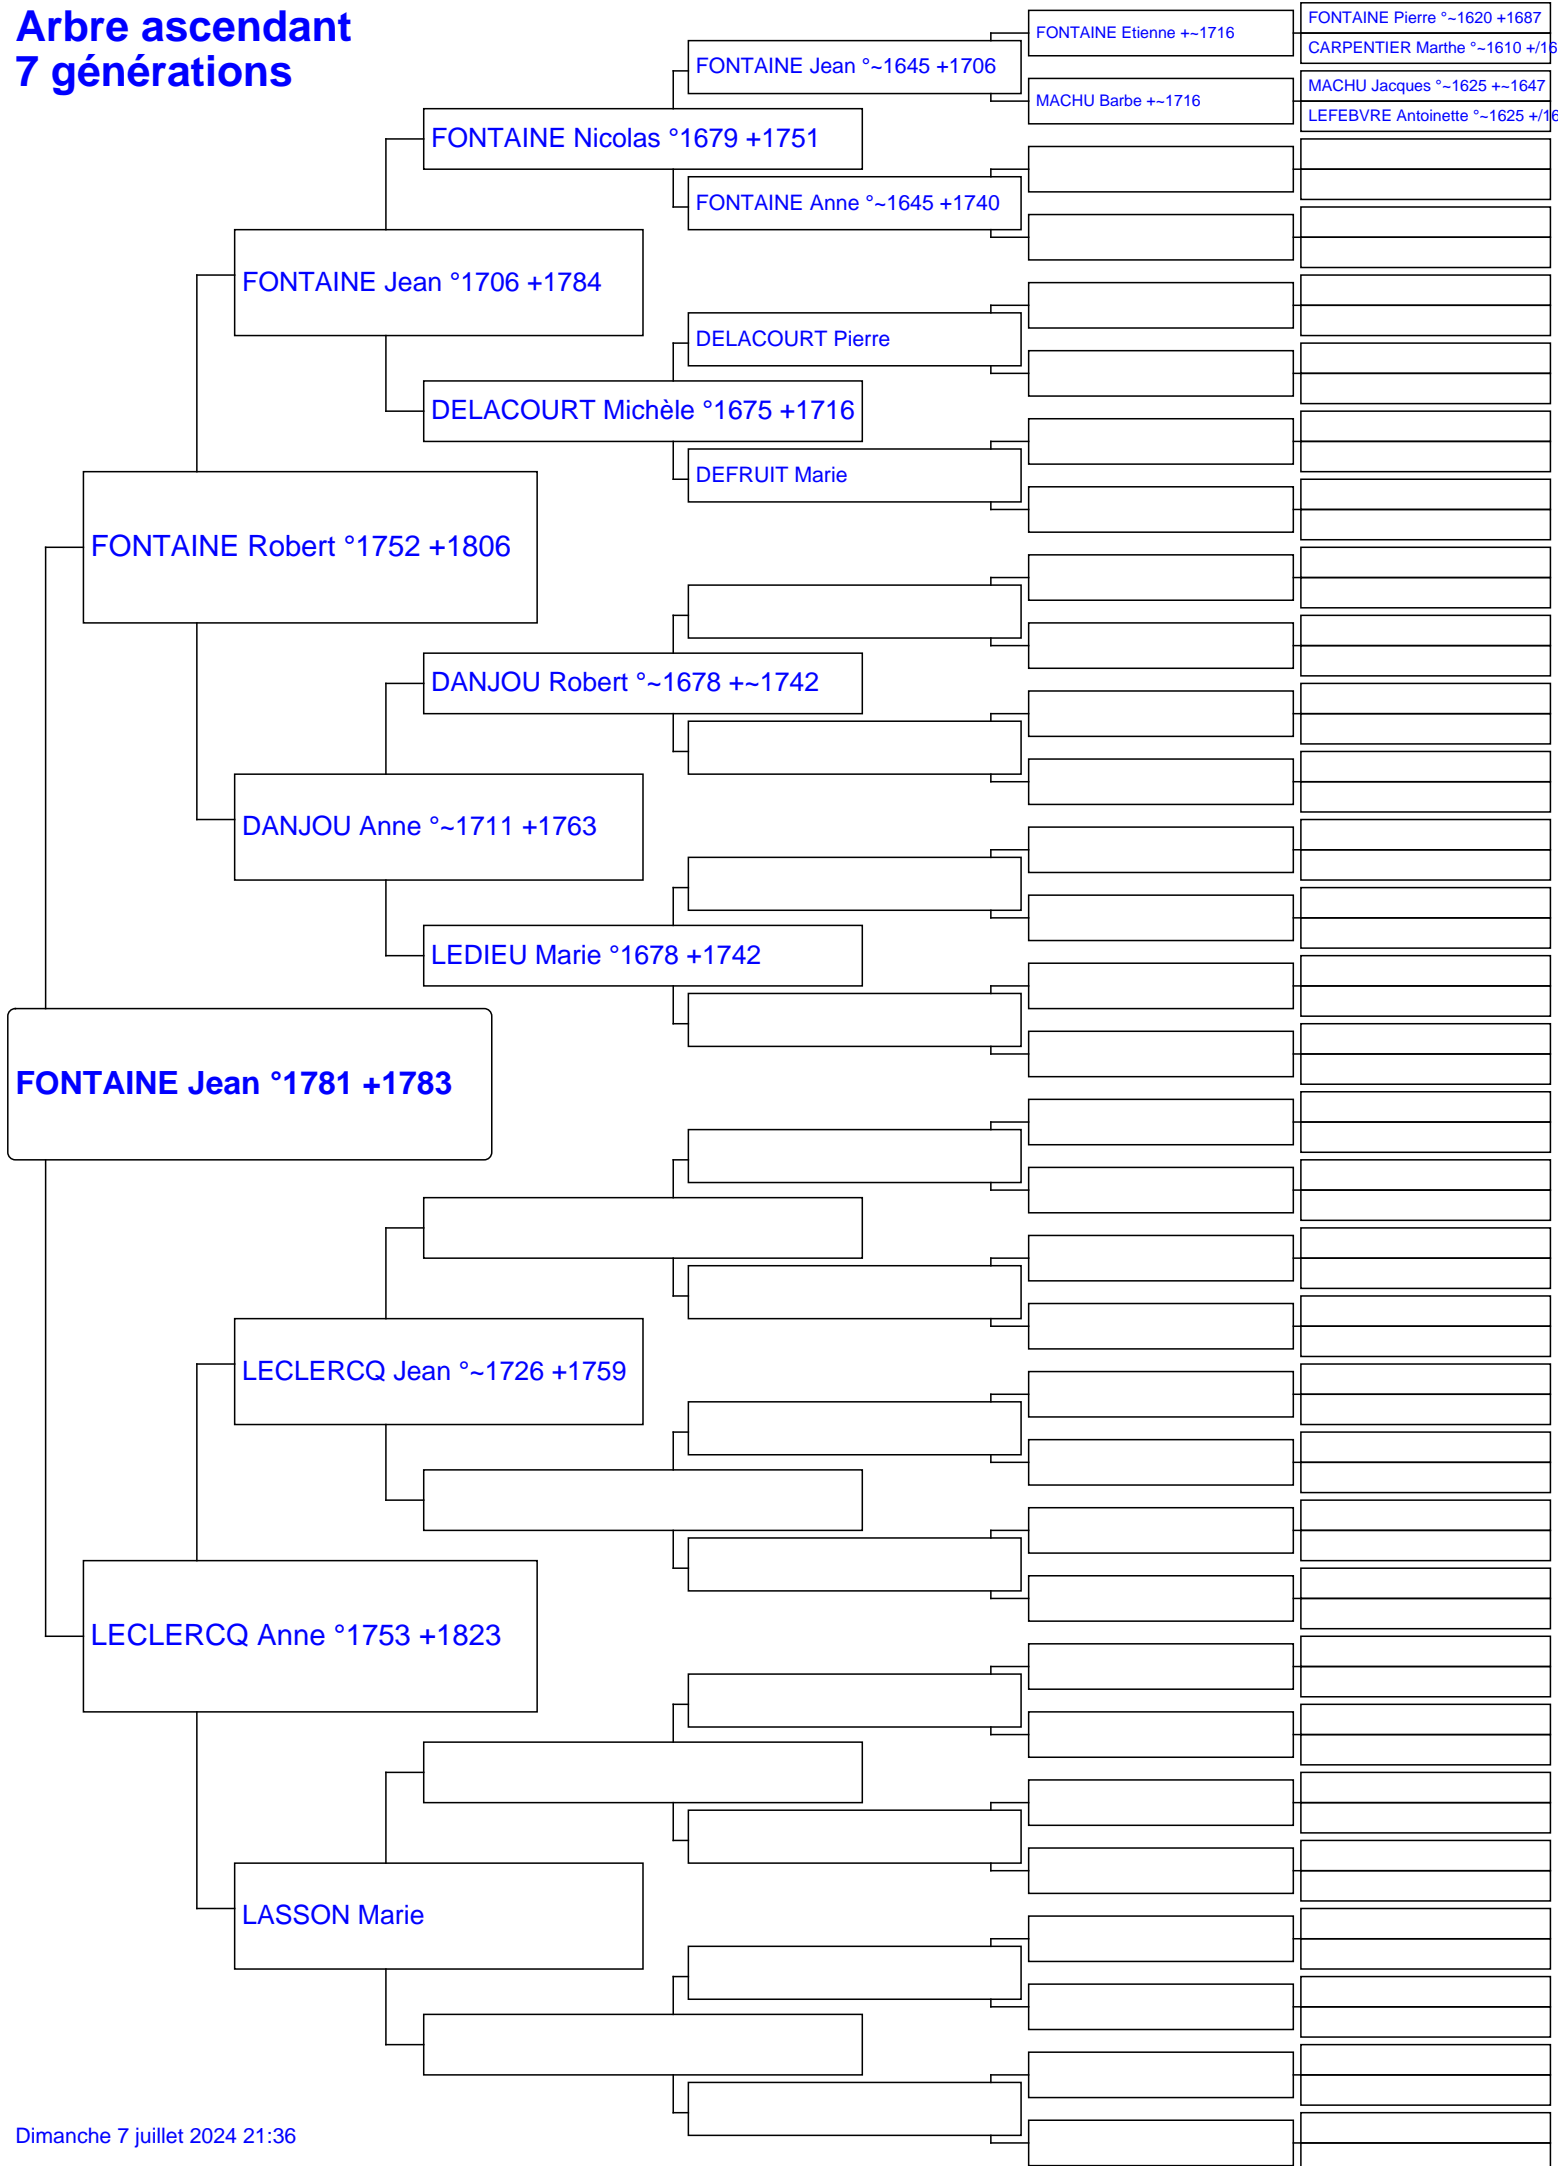 Arbre ascendant
7 générations
FONTAINE Jean °1781 +1783
FONTAINE Robert °1752 +1806
LECLERCQ Anne °1753 +1823
FONTAINE Jean °1706 +1784
DANJOU Anne °~1711 +1763
LECLERCQ Jean °~1726 +1759
LASSON Marie
FONTAINE Nicolas °1679 +1751
DELACOURT Michèle °1675 +1716
DANJOU Robert °~1678 +~1742
LEDIEU Marie °1678 +1742
FONTAINE Jean °~1645 +1706
FONTAINE Anne °~1645 +1740
DELACOURT Pierre
DEFRUIT Marie
FONTAINE Etienne +~1716
MACHU Barbe +~1716
FONTAINE Pierre °~1620 +1687
CARPENTIER Marthe °~1610 +/16
MACHU Jacques °~1625 +~1647
LEFEBVRE Antoinette °~1625 +/16
Dimanche 7 juillet 2024 21:36